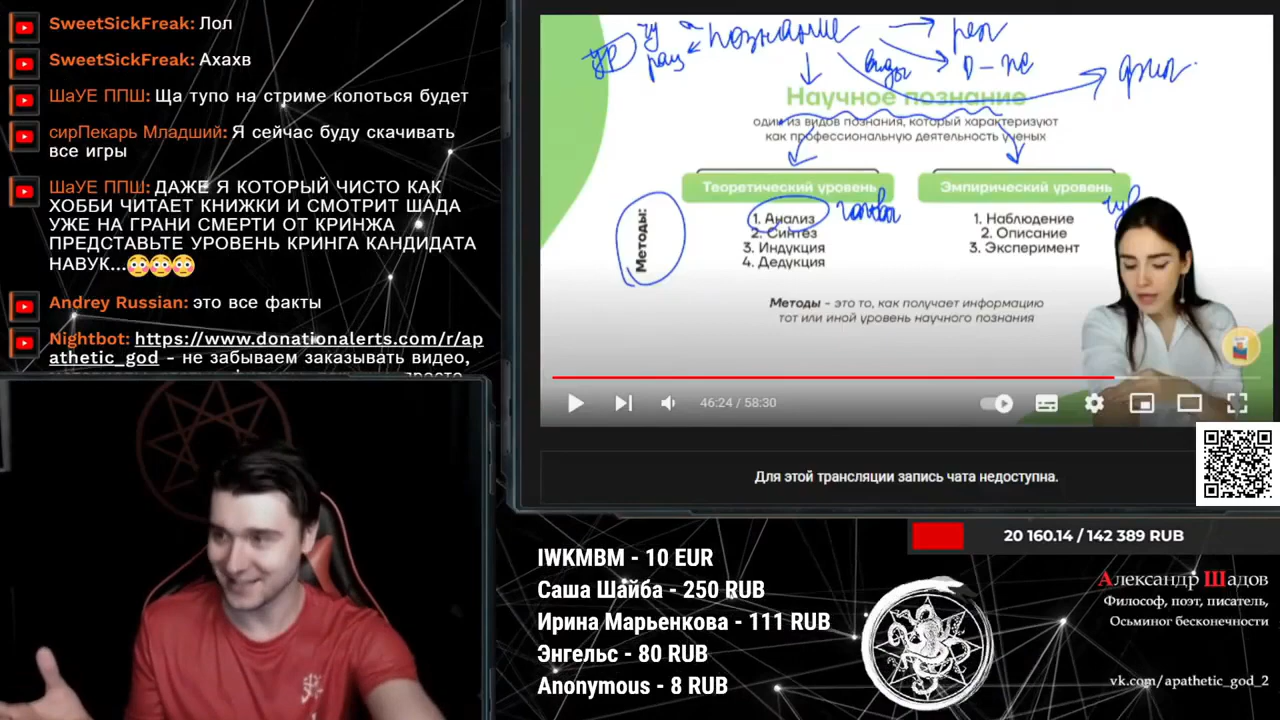 SweetSickFreak: Лол
SweetSickFreak: Ахахв
ШаУЕ ППШ: Ща тупо на стриме колоться будет
сирПекарь Младший: Я сейчас буду скачивать
все игры
ШаУЕ ППШ: ДАЖЕ Я КОТОРЫЙ ЧИСТО КАК
ХОББИ ЧИТАЕТ КНИЖКИ И СМОТРИТ ШАДА
УЖЕ НА ГРАНИ СМЕРТИ ОТ КРИНЖА
ПРЕДСТАВЬТЕ УРОВЕНЬ КРИНГА КАНДИДАТА
НАВУК...😳😳😳
Andrey Russian: это все факты
Nightbot: https://www.donationalerts.com/r/ap
athetic_god - не забываем заказывать видео,
познание
виды
Научное познание
один из видов познания, который характеризуют
как профессиональную деятельность ученых
Теоретический уровень
Эмпирический уровень
Методы:
1. Анализ
2. Синтез
3. Индукция
4. Дедукция
1. Наблюдение
2. Описание
3. Эксперимент
Методы - это то, как получает информацию
тот или иной уровень научного познания
46:24 / 58:30
Для этой трансляции запись чата недоступна.
20 160.14 / 142 389 RUB
IWKMBM - 10 EUR
Саша Шайба - 250 RUB
Ирина Марьенкова - 111 RUB
Энгельс - 80 RUB
Anonymous - 8 RUB
Александр Шадов
Философ, поэт, писатель,
Осьминог бесконечности
vk.com/apathetic_god_2